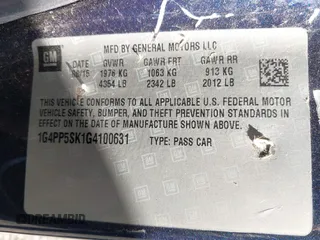 GM
MFD BY GENERAL MOTORS LLC
DATE GVWR GAWR FRT GAWR RR
08/15 1976 KG 1063 KG 913 KG
4354 LB 2342 LB 2012 LB
THIS VEHICLE CONFORMS TO ALL APPLICABLE U.S. FEDERAL MOTOR
VEHICLE SAFETY, BUMPER, AND THEFT PREVENTION STANDARDS IN
EFFECT ON THE DATE OF MANUFACTURE SHOWN ABOVE.
1G4PP5SK1G4100631 TYPE: PASS CAR